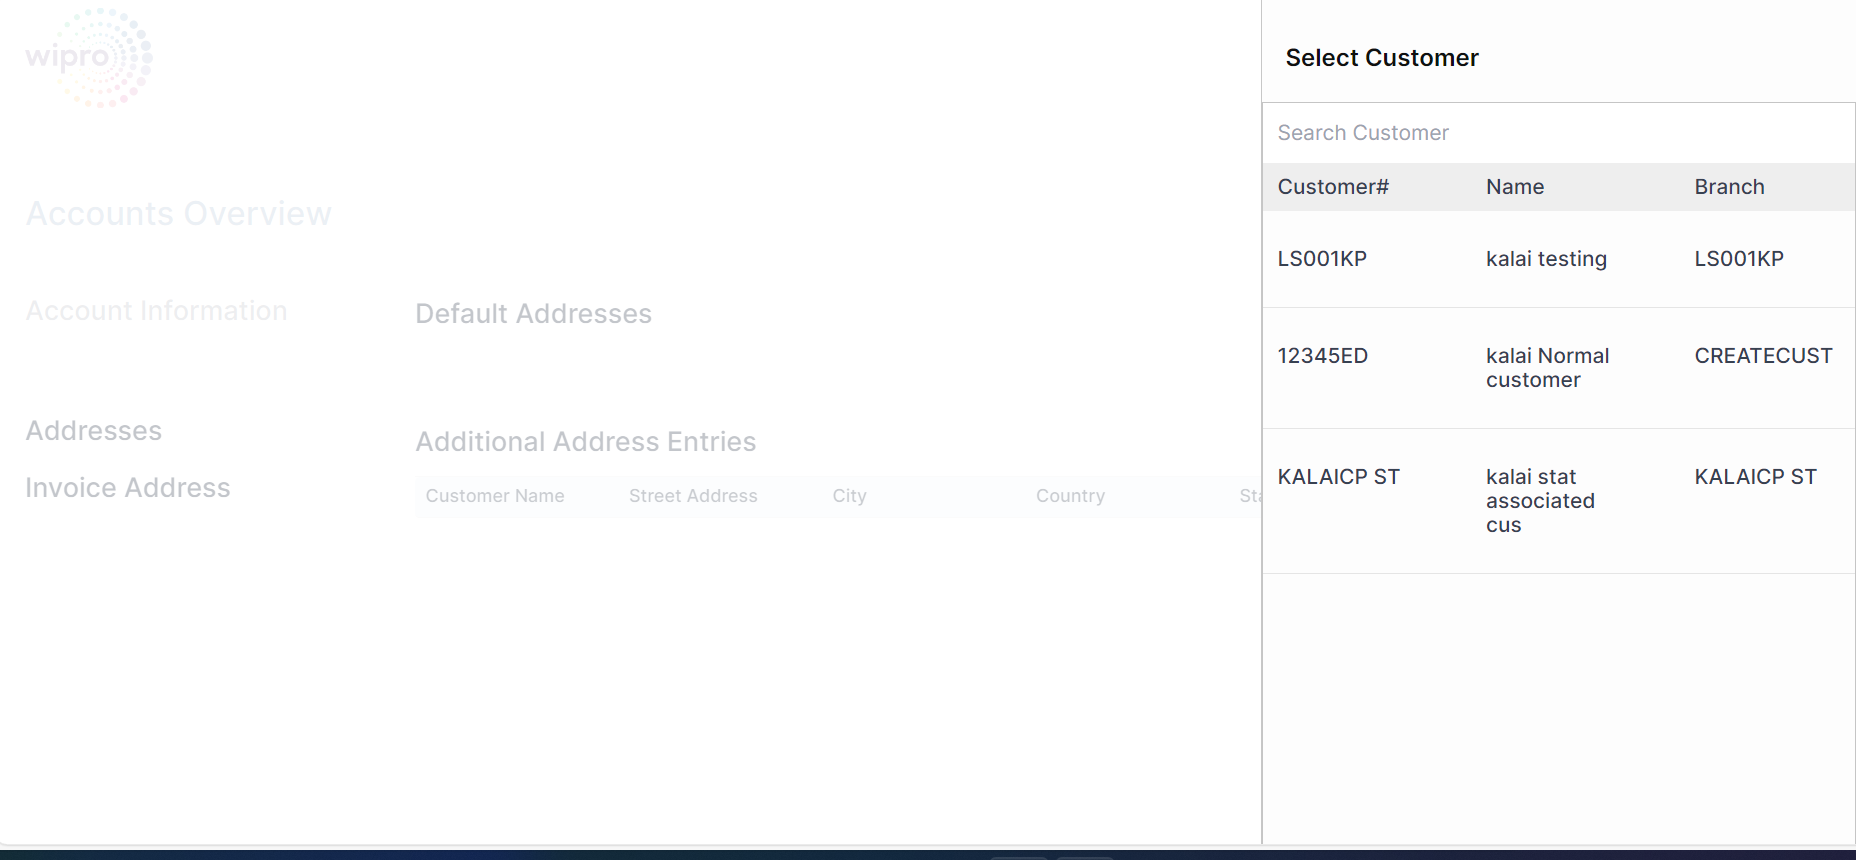 wipro
Accounts Overview
Account Information
Addresses
Invoice Address
Default Addresses
Additional Address Entries
Customer Name Street Address City Country
Select Customer
Search Customer
Customer# Name Branch
LS001KP kalai testing LS001KP
12345ED kalai Normal CREATECUST
customer
KALAICP ST kalai stat KALAICP ST
associated
cus